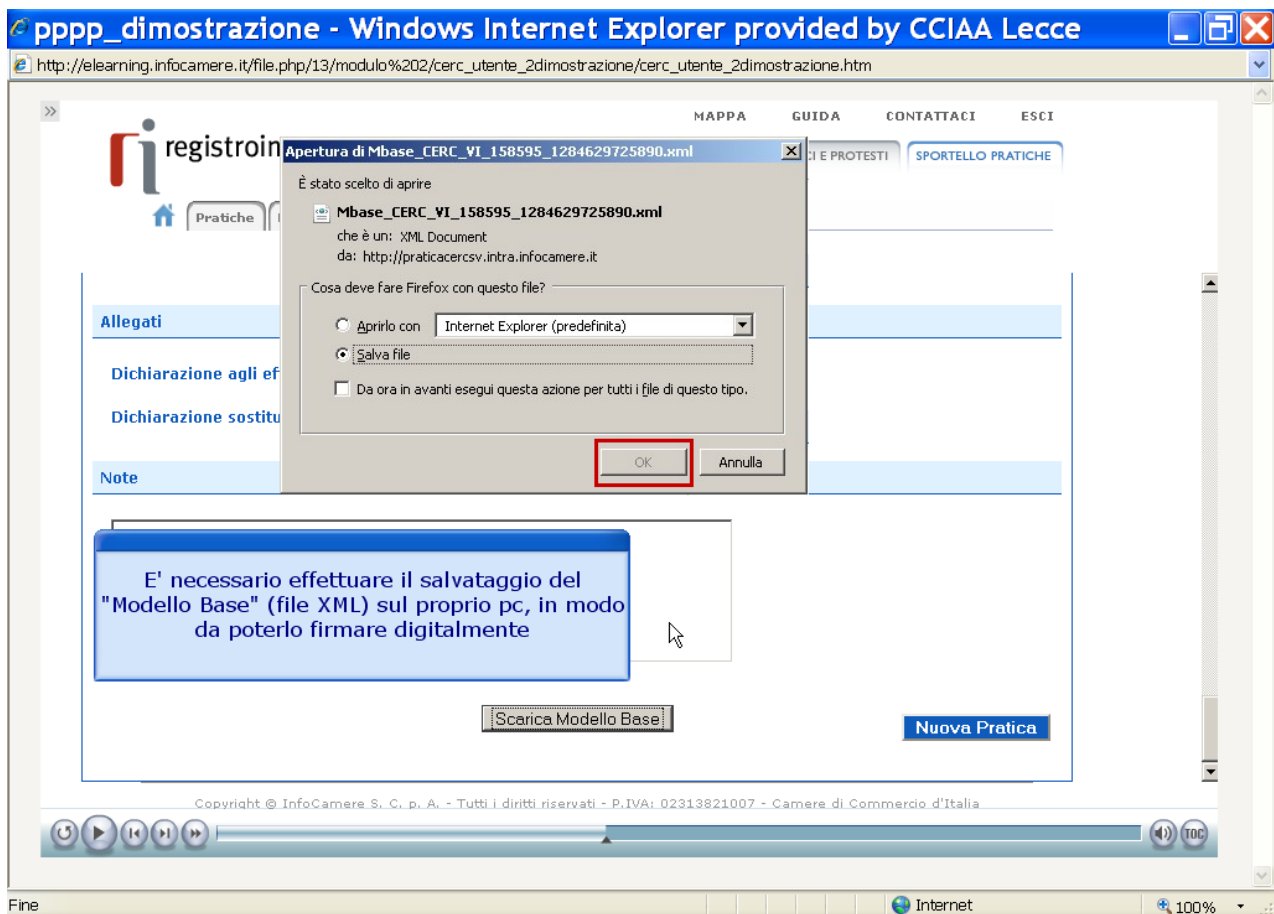 pppp_dimostrazione - Windows Internet Explorer provided by CCIAA Lecce
http://elearning.infocamere.it/file.php/13/modulo%202/cerc_utente_2dimostrazione/cerc_utente_2dimostrazione.htm
MAPPA GUIDA CONTATTACI ESCI
registroin
I E PROTESTI SPORTELLO PRATICHE
Pratiche
Apertura di Mbase_CERC_VI_158595_1284629725890.xml
È stato scelto di aprire
Mbase_CERC_VI_158595_1284629725890.xml
che è un: XML Document
da: http://praticacercsv.intra.infocamere.it
Cosa deve fare Firefox con questo file?
Aprirlo con Internet Explorer (predefinita)
Salva file
Da ora in avanti esegui questa azione per tutti i file di questo tipo.
OK Annulla
Allegati
Dichiarazione agli ef
Dichiarazione sostitu
Note
E' necessario effettuare il salvataggio del
"Modello Base" (file XML) sul proprio pc, in modo
da poterlo firmare digitalmente
Scarica Modello Base
Nuova Pratica
Copyright © InfoCamere S. C. p. A. - Tutti i diritti riservati - P.IVA: 02313821007 - Camere di Commercio d'Italia
TOC
Fine Internet 100%